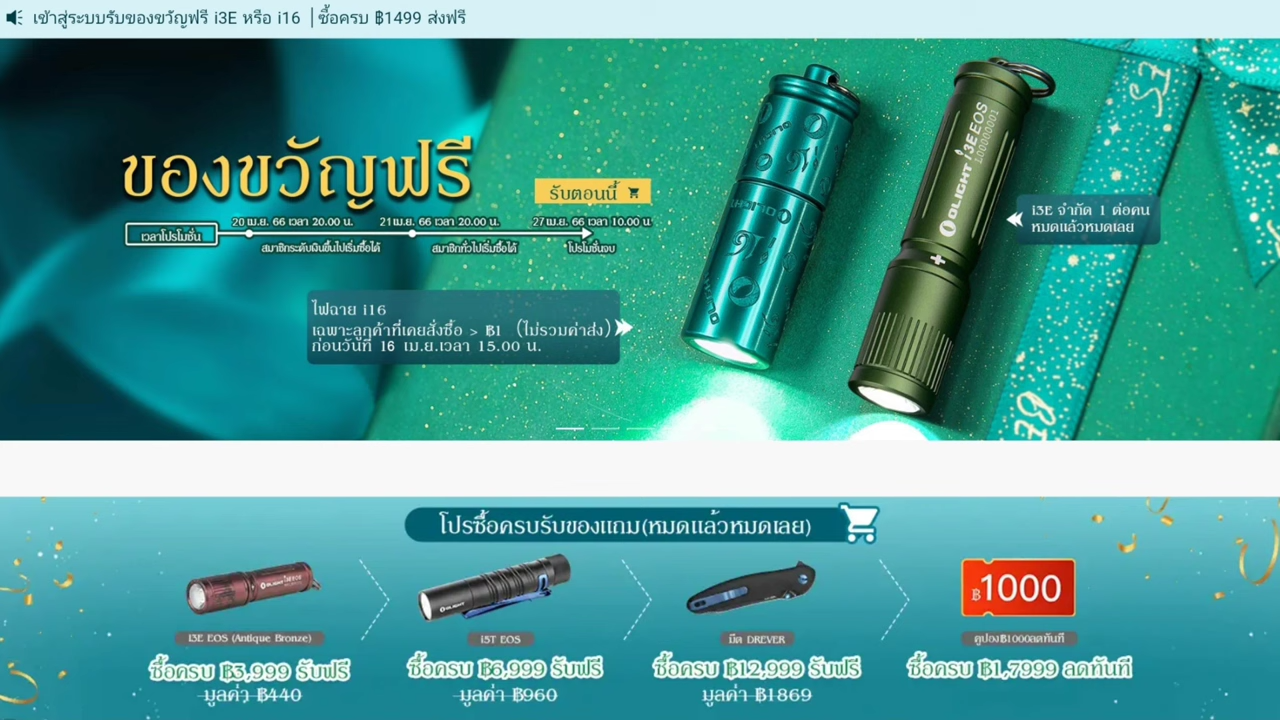 เข้าสู่ระบบรับของขวัญฟรี i3E หรือ i16 | ซื้อครบ ฿1499 ส่งฟรี
ของขวัญฟรี
รับตอนนี้
20 เม.ย. 66 เวลา 20.00 น.
21 เม.ย. 66 เวลา 20.00 น.
27 เม.ย. 66 เวลา 10.00 น.
เวลาโปรโมชั่น
สมาชิกระดับเงินขึ้นไปเริ่มซื้อได้
สมาชิกทั่วไปเริ่มซื้อได้
โปรโมชั่นจบ
ไฟฉาย i16
เฉพาะลูกค้าที่เคยสั่งซื้อ > ฿1 (ไม่รวมค่าส่ง)
ก่อนวันที่ 16 เม.ย.เวลา 15.00 น.
OLIGHT
OLIGHT i3E EOS
i3E จำกัด 1 ต่อคน
หมดแล้วหมดเลย
โปรซื้อครบรับของแถม(หมดแล้วหมดเลย)
OLIGHT
฿1000
I3E EOS (Antique Bronze)
i5T EOS
มีด DREVER
คูปอง฿1000ลดทันที
ซื้อครบ ฿3,999 รับฟรี
ซื้อครบ ฿6,999 รับฟรี
ซื้อครบ ฿12,999 รับฟรี
ซื้อครบ ฿1,7999 ลดทันที
มูลค่า ฿440
มูลค่า ฿960
มูลค่า ฿1869